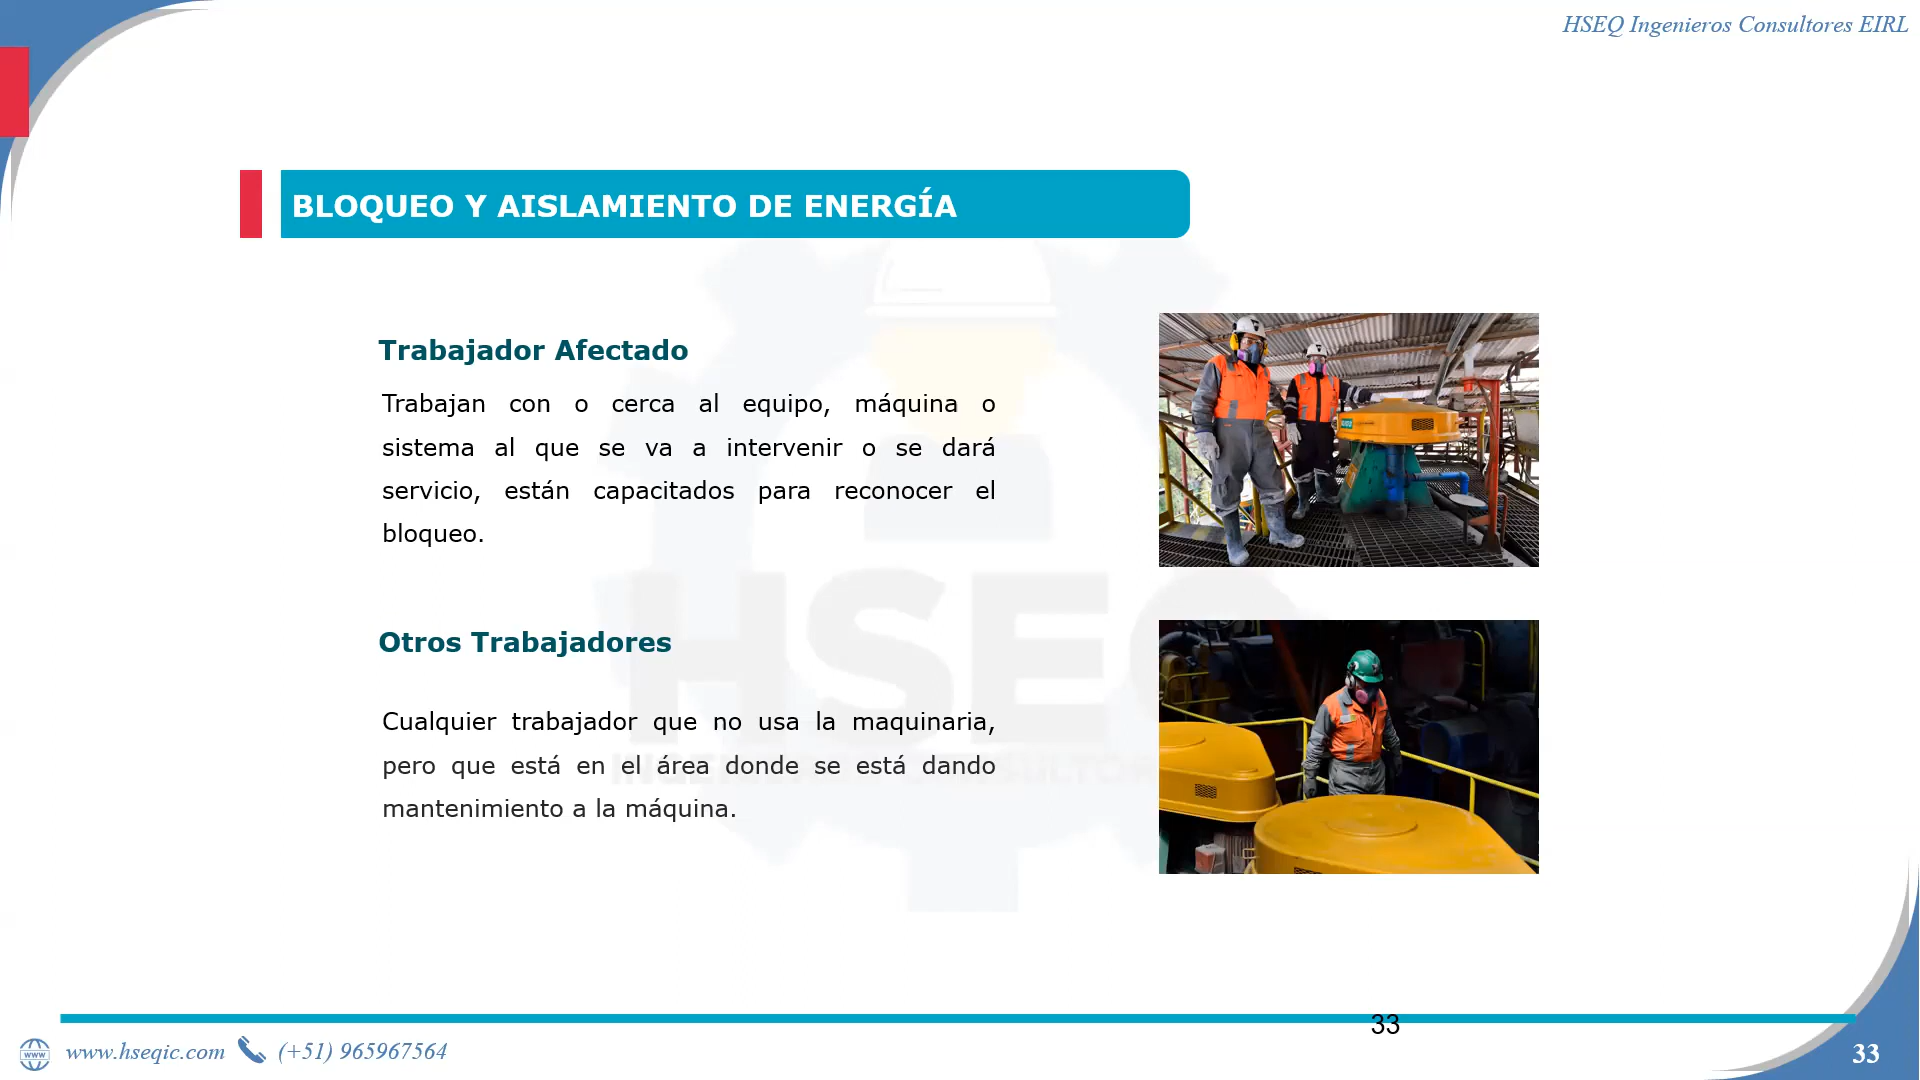 HSEQ Ingenieros Consultores EIRL
BLOQUEO Y AISLAMIENTO DE ENERGÍA
Trabajador Afectado
Trabajan con o cerca al equipo, máquina o
sistema al que se va a intervenir o se dará
servicio, están capacitados para reconocer el
bloqueo.
Otros Trabajadores
Cualquier trabajador que no usa la maquinaria,
pero que está en el área donde se está dando
mantenimiento a la máquina.
HSEQ
33
www.hseqic.com (+51) 965967564
33